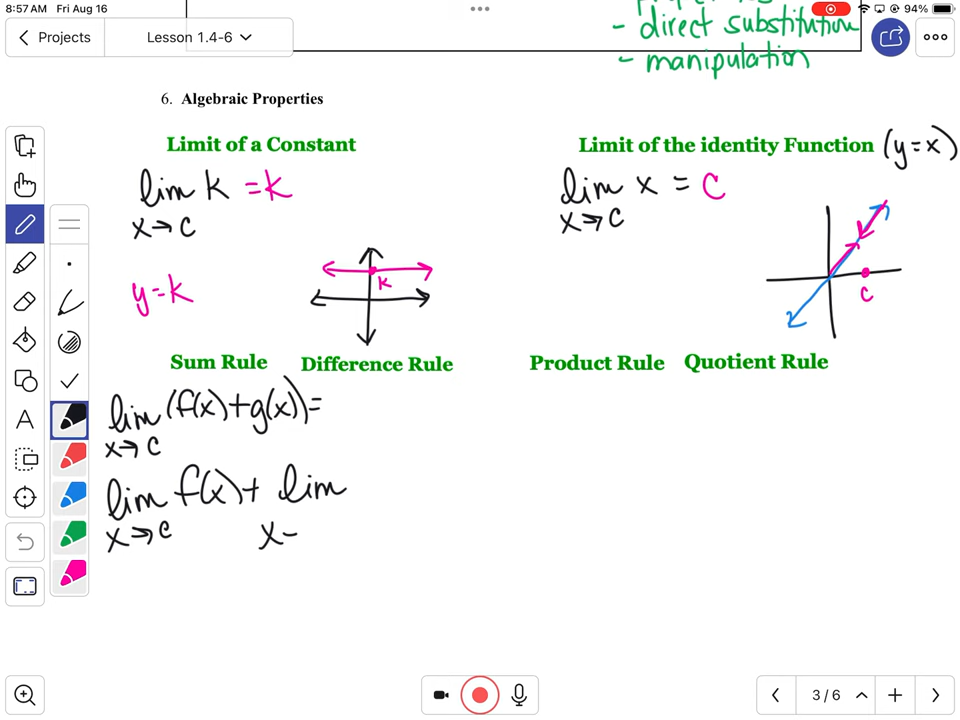 8:57AM Fri Aug 16
94%
Projects
Lesson 1.4-6
- direct substitution
- manipulation
6. Algebraic Properties
Limit of a Constant
lim k = k
x→c
y=k
k
Limit of the identity Function (y=x)
lim x = c
x→c
c
Sum Rule Difference Rule
Product Rule Quotient Rule
lim (f(x)+g(x))=
x→c
lim f(x)+ lim
x→c x-
A
3/6